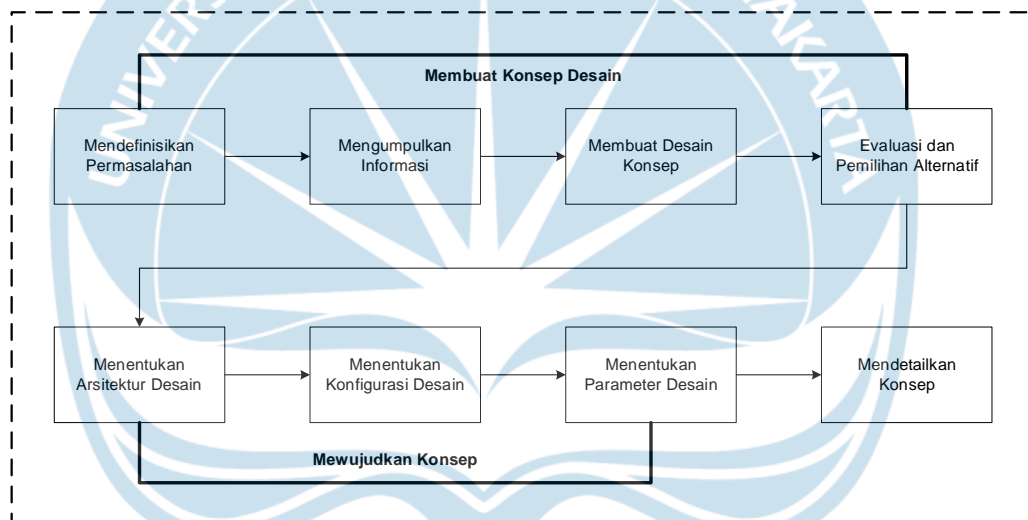 Membuat Konsep Desain
Mendefinisikan
Permasalahan
Mengumpulkan
Informasi
Membuat Desain
Konsep
Evaluasi dan
Pemilihan Alternatif
Menentukan
Arsitektur Desain
Menentukan
Konfigurasi Desain
Menentukan
Parameter Desain
Mendetailkan
Konsep
Mewujudkan Konsep